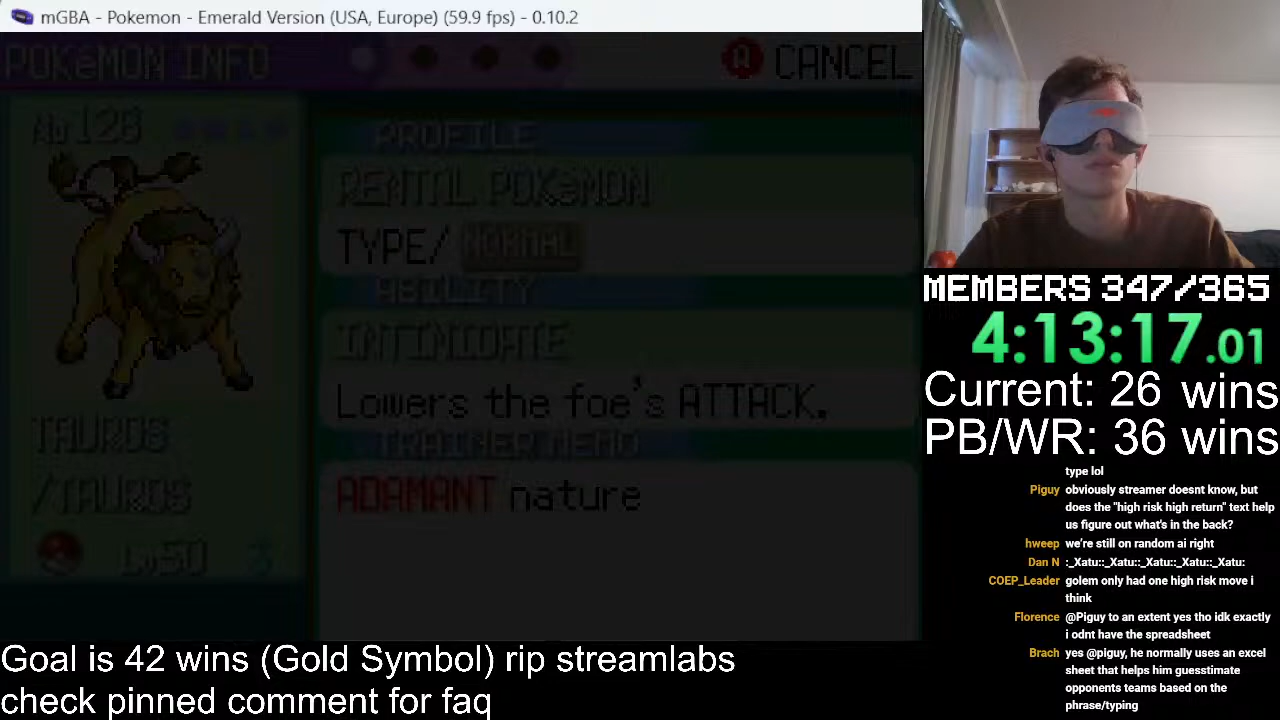 mGBA - Pokemon - Emerald Version (USA, Europe) (59.9 fps) - 0.10.2
POKéMON INFO
A CANCEL
No128
PROFILE
RENTAL POKéMON
TYPE/ NORMAL
ABILITY
INTIMIDATE
Lowers the foe's ATTACK.
TRAINER MEMO
ADAMANT nature
TAUROS
/TAUROS
Lv50
MEMBERS 347/365
4:13:17.01
Current: 26 wins
PB/WR: 36 wins
type lol
Piguy obviously streamer doesnt know, but
does the "high risk high return" text help
us figure out what's in the back?
hweep we're still on random ai right
Dan N :_Xatu::_Xatu::_Xatu::_Xatu::_Xatu:
COEP_Leader golem only had one high risk move i
think
Florence @Piguy to an extent yes tho idk exactly
i odnt have the spreadsheet
Brach yes @piguy, he normally uses an excel
sheet that helps him guesstimate
opponents teams based on the
phrase/typing
Goal is 42 wins (Gold Symbol) rip streamlabs
check pinned comment for faq